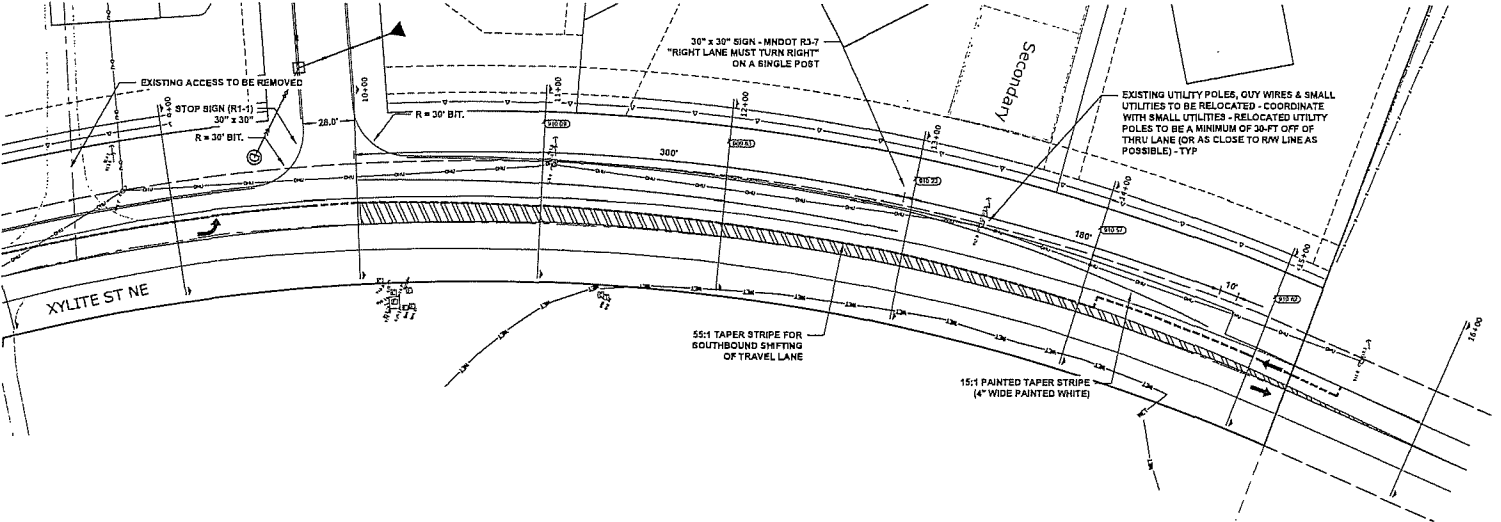 30" x 30" SIGN - MNDOT R3-7
"RIGHT LANE MUST TURN RIGHT"
ON A SINGLE POST
Secondary
EXISTING ACCESS TO BE REMOVED
STOP SIGN (R1-1)
30" x 30"
R = 30' BIT.
28.0'
10+00
R = 30' BIT.
11+00
12+00
300'
13+00
EXISTING UTILITY POLES, GUY WIRES & SMALL
UTILITIES TO BE RELOCATED - COORDINATE
WITH SMALL UTILITIES - RELOCATED UTILITY
POLES TO BE A MINIMUM OF 30-FT OFF OF
THRU LANE (OR AS CLOSE TO R/W LINE AS
POSSIBLE) - TYP
14+00
180'
15+00
10'
16+00
XYLITE ST NE
55:1 TAPER STRIPE FOR
SOUTHBOUND SHIFTING
OF TRAVEL LANE
15:1 PAINTED TAPER STRIPE
(4" WIDE PAINTED WHITE)